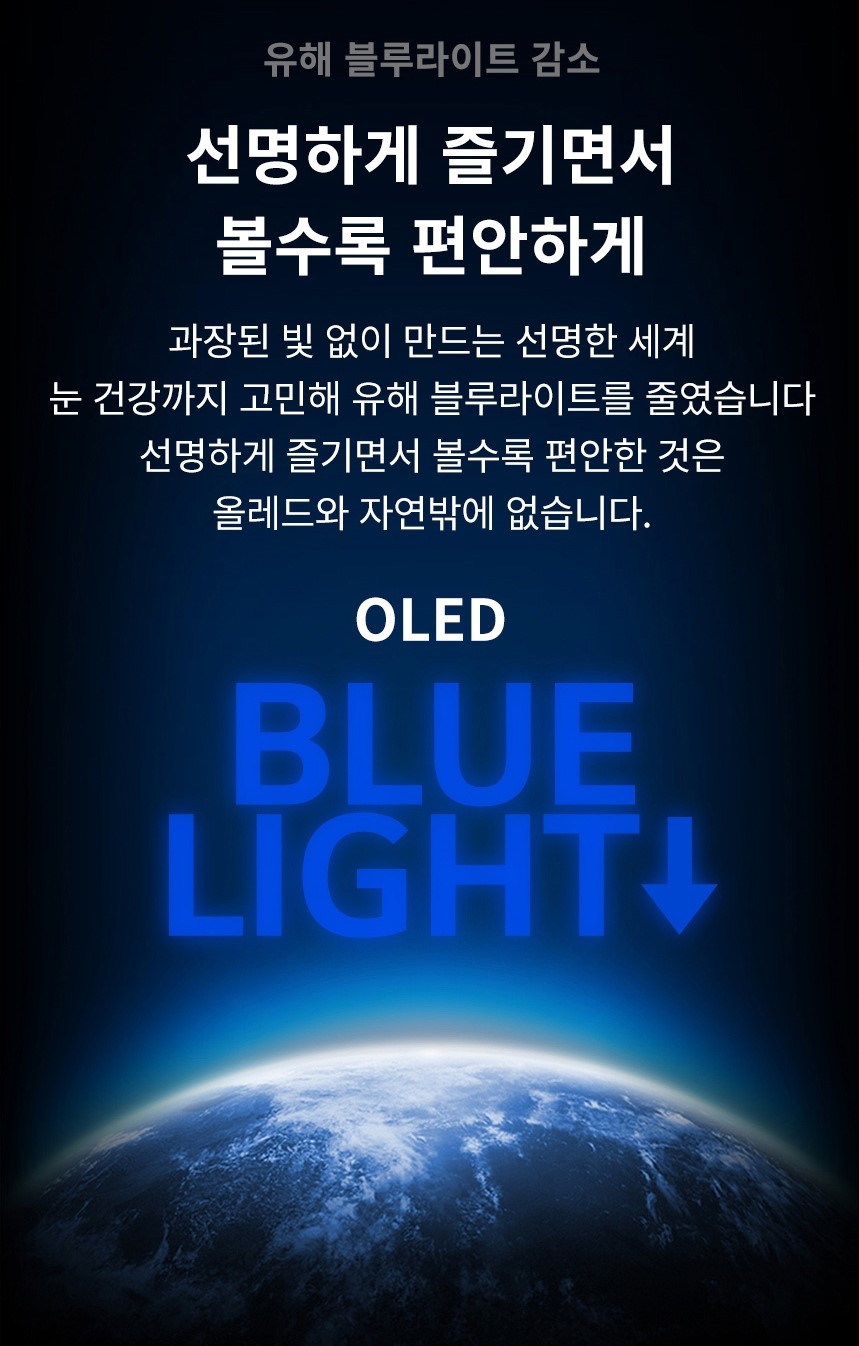 유해 블루라이트 감소
선명하게 즐기면서
볼수록 편안하게
과장된 빛 없이 만드는 선명한 세계
눈 건강까지 고민해 유해 블루라이트를 줄였습니다
선명하게 즐기면서 볼수록 편안한 것은
올레드와 자연밖에 없습니다.
OLED
BLUE
LIGHT↓